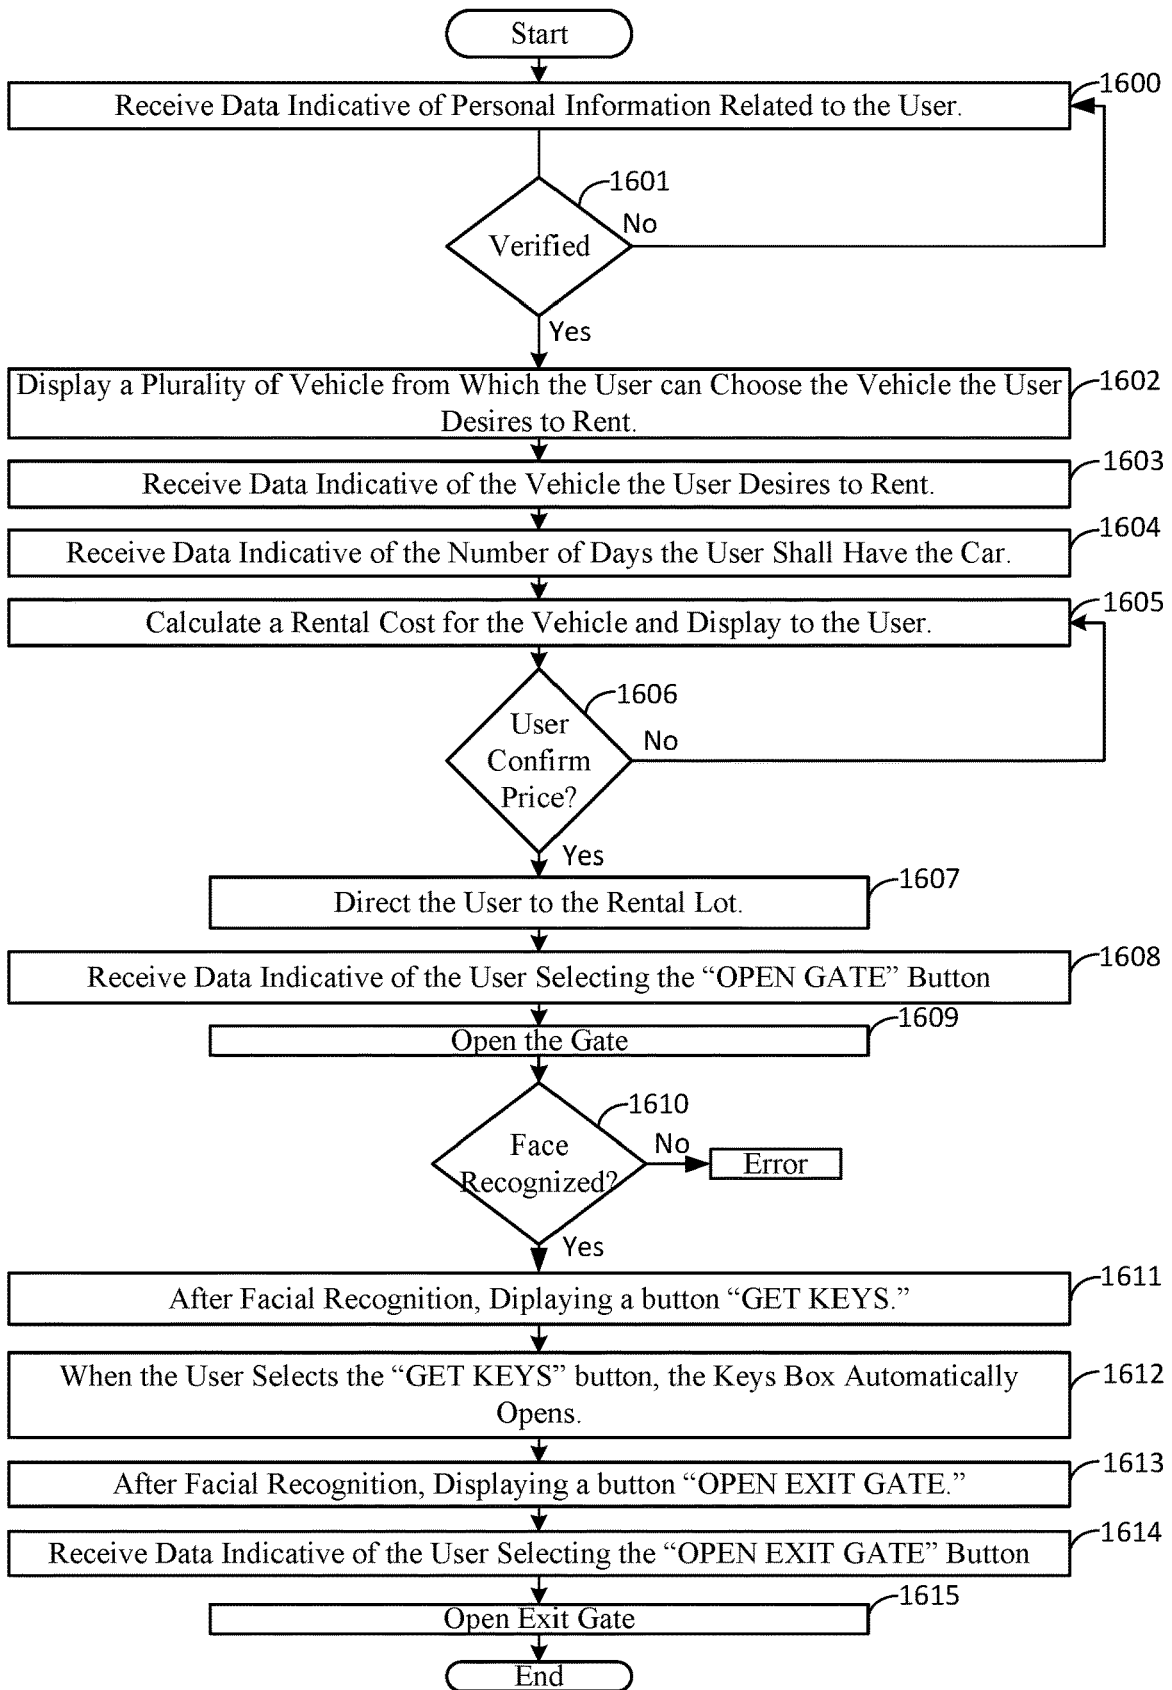 Start
1600
Receive Data Indicative of Personal Information Related to the User.
1601
No
Verified
Yes
Display a Plurality of Vehicle from Which the User can Choose the Vehicle the User
Desires to Rent.
1602
1603
Receive Data Indicative of the Vehicle the User Desires to Rent.
1604
Receive Data Indicative of the Number of Days the User Shall Have the Car.
1605
Calculate a Rental Cost for the Vehicle and Display to the User.
1606
User
Confirm
Price?
No
Yes
1607
Direct the User to the Rental Lot.
1608
Receive Data Indicative of the User Selecting the “OPEN GATE” Button
1609
Open the Gate
1610
Face
Recognized?
No
Error
Yes
1611
After Facial Recognition, Diplaying a button “GET KEYS.”
When the User Selects the “GET KEYS” button, the Keys Box Automatically
Opens.
1612
1613
After Facial Recognition, Displaying a button “OPEN EXIT GATE.”
1614
Receive Data Indicative of the User Selecting the “OPEN EXIT GATE” Button
1615
Open Exit Gate
End